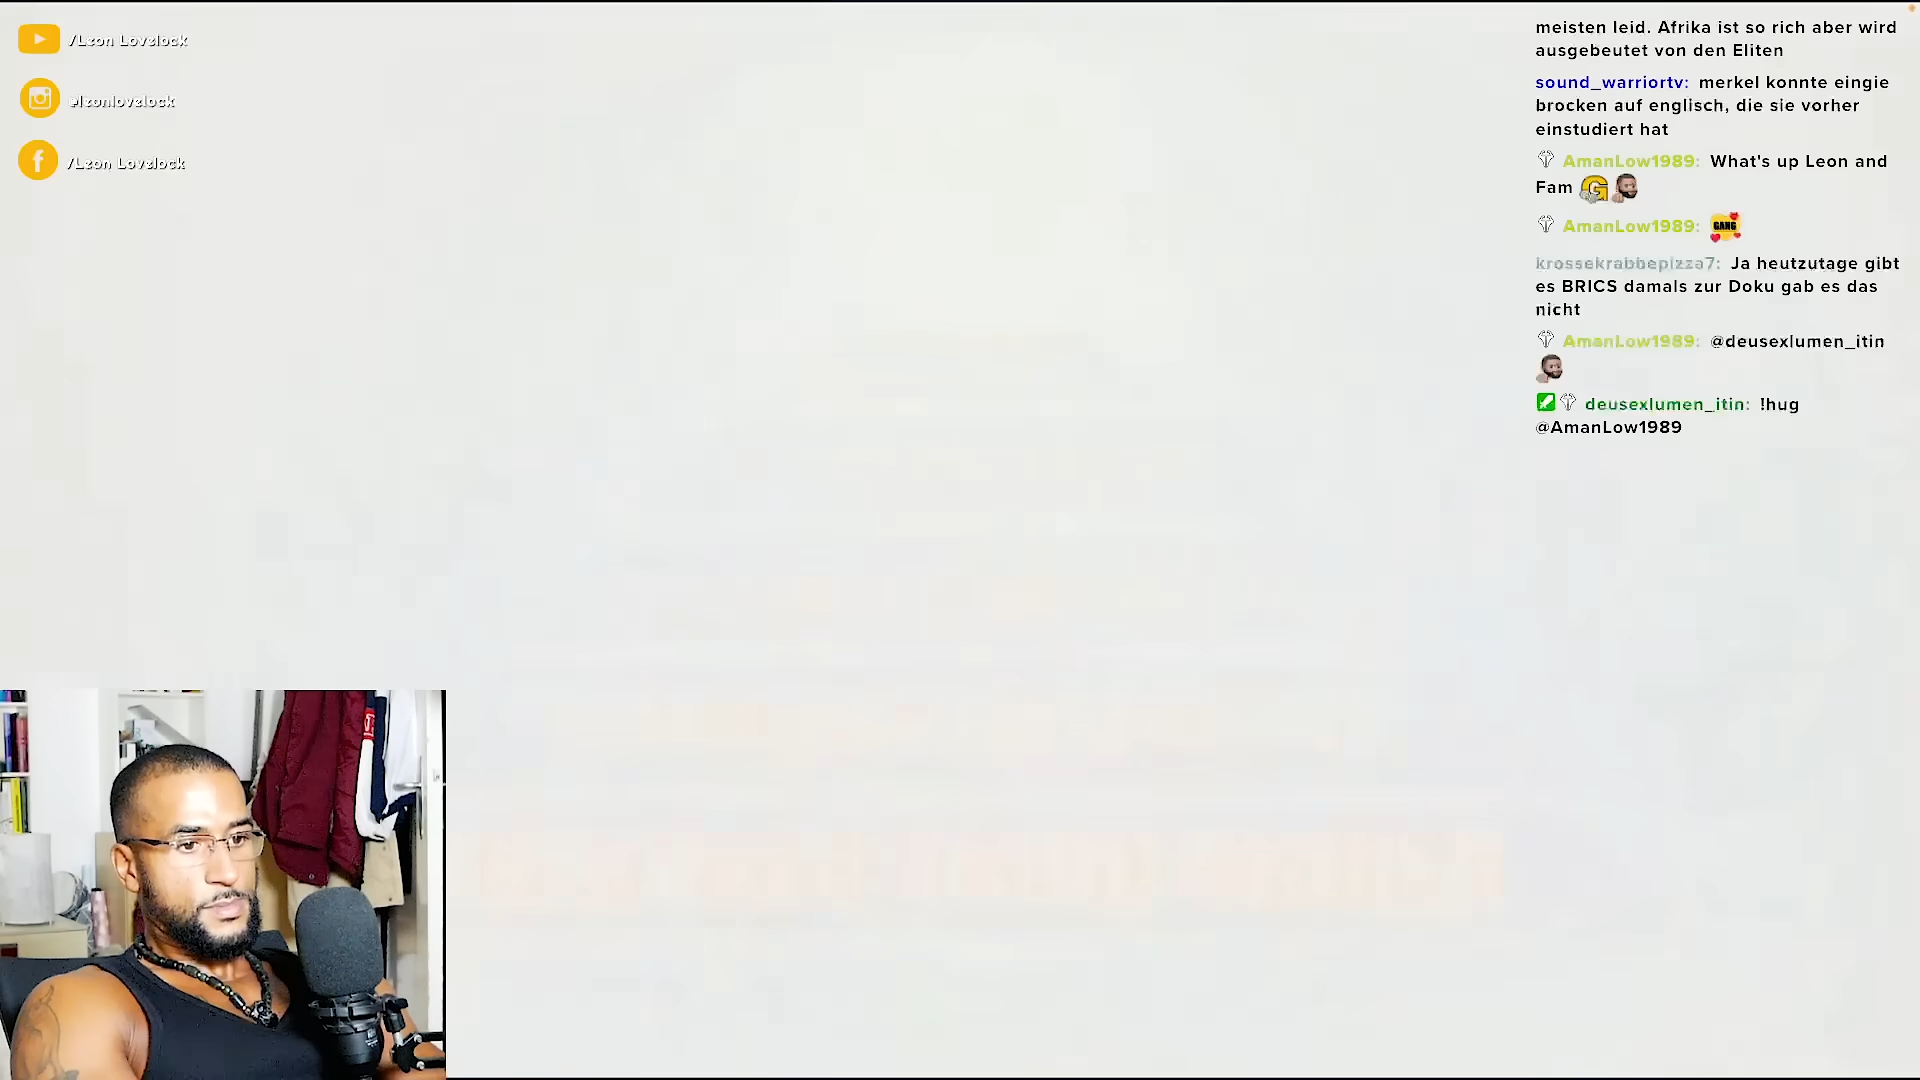 /Leon Lovelock
@leonlovelock
/Leon Lovelock
meisten leid. Afrika ist so rich aber wird
ausgebeutet von den Eliten
sound_warriortv: merkel konnte eingie
brocken auf englisch, die sie vorher
einstudiert hat
AmanLow1989: What's up Leon and
Fam G
AmanLow1989: GANG
krossekrabbepizza7: Ja heutzutage gibt
es BRICS damals zur Doku gab es das
nicht
AmanLow1989: @deusexlumen_itin
deusexlumen_itin: !hug
@AmanLow1989